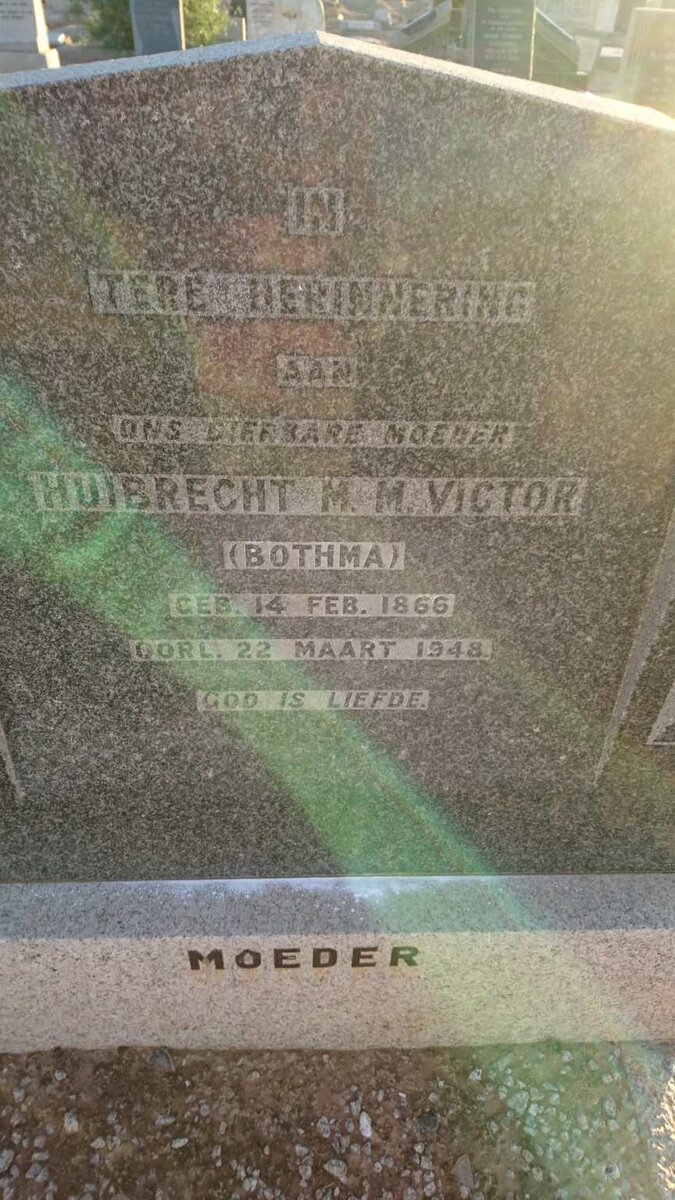 IN
TERE HERINNERING
AAN
ONS DIERBARE MOEDER
HUIBRECHT M. M. VICTOR
(BOTHMA)
GEB. 14 FEB. 1866
OORL. 22 MAART 1948.
GOD IS LIEFDE.
MOEDER